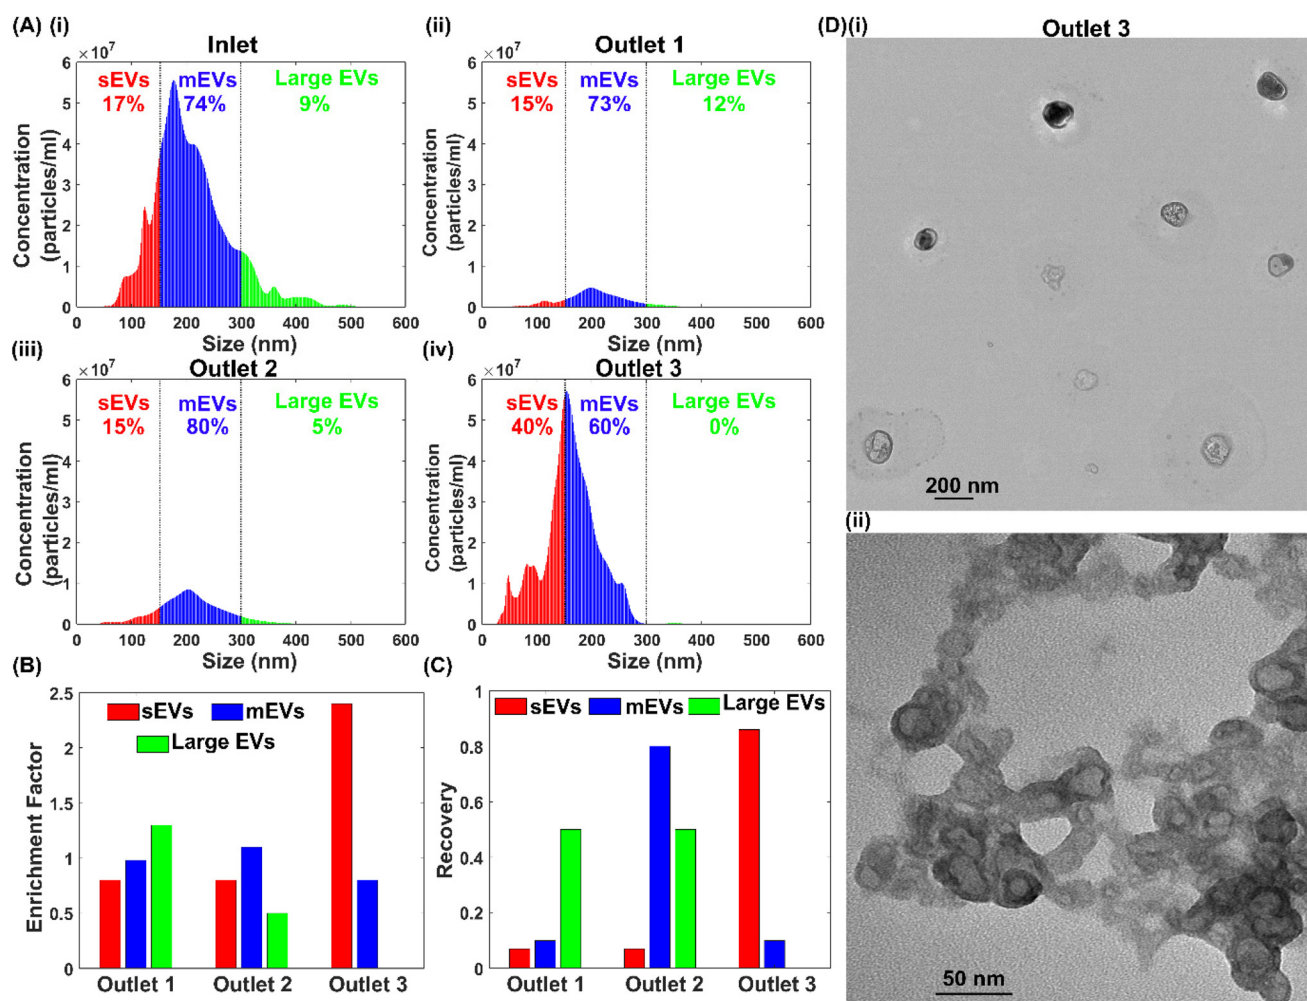 (A) (i)
Inlet
×10⁷
sEVs mEVs Large EVs
17% 74% 9%
6
5
4
3
2
1
0
Concentration
(particles/ml)
0 100 200 300 400 500 600
Size (nm)
(ii)
Outlet 1
×10⁷
sEVs mEVs Large EVs
15% 73% 12%
6
5
4
3
2
1
0
Concentration
(particles/ml)
0 100 200 300 400 500 600
Size (nm)
(iii)
Outlet 2
×10⁷
sEVs mEVs Large EVs
15% 80% 5%
6
5
4
3
2
1
0
Concentration
(particles/ml)
0 100 200 300 400 500 600
Size (nm)
(iv)
Outlet 3
×10⁷
sEVs mEVs Large EVs
40% 60% 0%
6
5
4
3
2
1
0
Concentration
(particles/ml)
0 100 200 300 400 500 600
Size (nm)
(B)
2.5
2
1.5
1
0.5
0
Enrichment Factor
sEVs mEVs
Large EVs
Outlet 1 Outlet 2 Outlet 3
(C)
1
0.8
0.6
0.4
0.2
0
Recovery
sEVs mEVs Large EVs
Outlet 1 Outlet 2 Outlet 3
(D)(i)
Outlet 3
200 nm
(ii)
50 nm